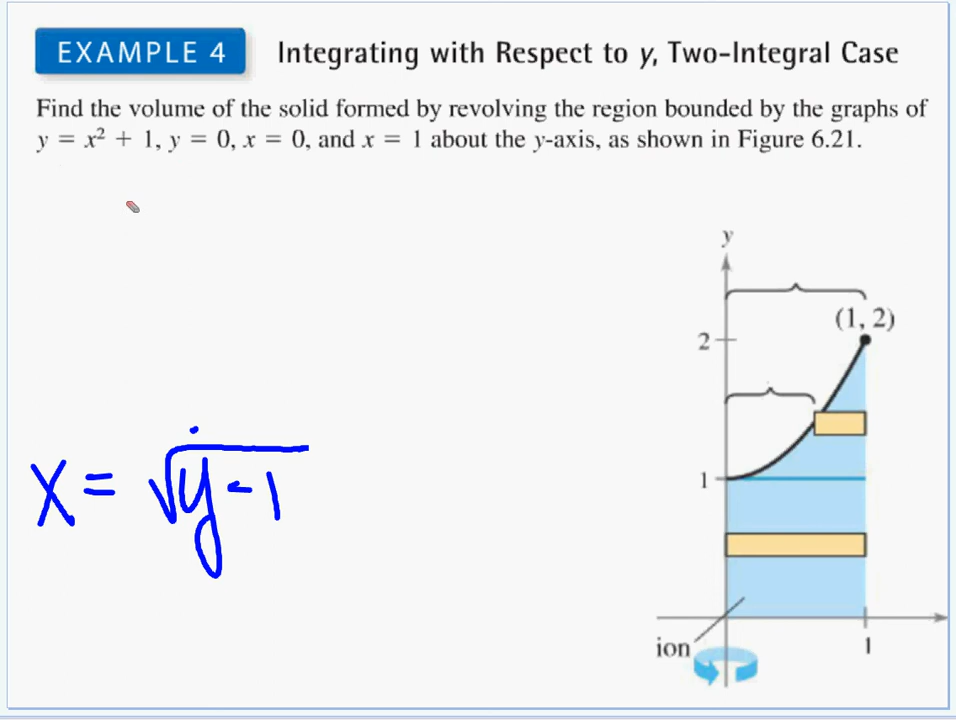 EXAMPLE 4 Integrating with Respect to y, Two-Integral Case
Find the volume of the solid formed by revolving the region bounded by the graphs of
y = x² + 1, y = 0, x = 0, and x = 1 about the y-axis, as shown in Figure 6.21.
y
(1, 2)
2
x = √y-1
1
ion
1